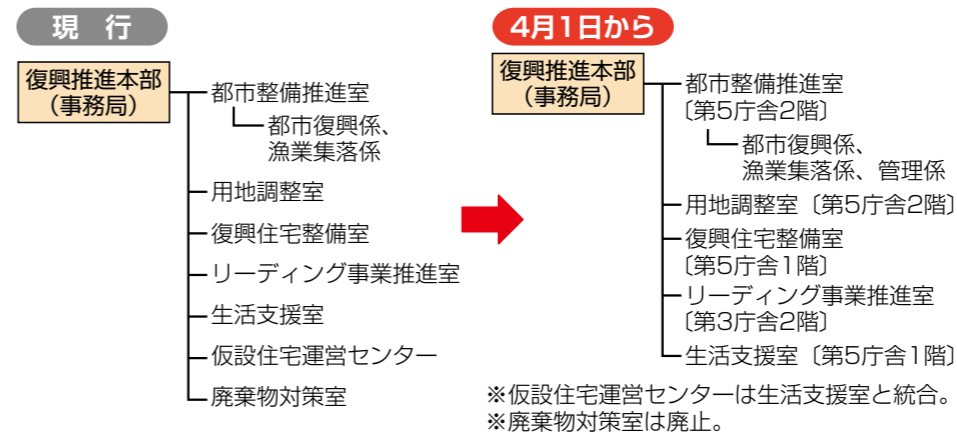 現 行
復興推進本部
（事務局）
都市整備推進室
都市復興係、
漁業集落係
用地調整室
復興住宅整備室
リーディング事業推進室
生活支援室
仮設住宅運営センター
廃棄物対策室
4月1日から
復興推進本部
（事務局）
都市整備推進室
〔第5庁舎2階〕
都市復興係、
漁業集落係、管理係
用地調整室〔第5庁舎2階〕
復興住宅整備室
〔第5庁舎1階〕
リーディング事業推進室
〔第3庁舎2階〕
生活支援室〔第5庁舎1階〕
※仮設住宅運営センターは生活支援室と統合。
※廃棄物対策室は廃止。